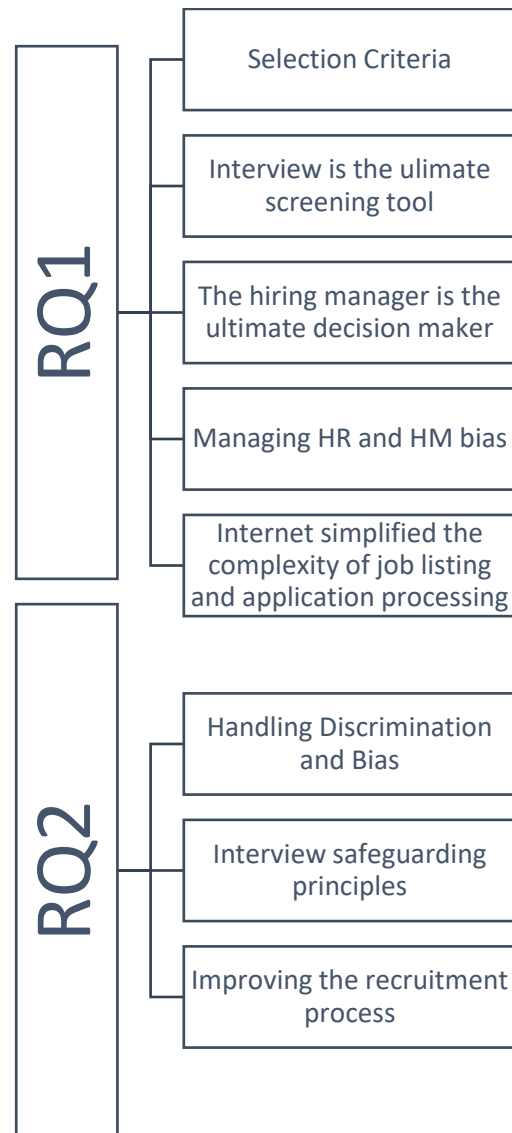 RQ1
Selection Criteria
Interview is the ulimate
screening tool
The hiring manager is the
ultimate decision maker
Managing HR and HM bias
Internet simplified the
complexity of job listing
and application processing
RQ2
Handling Discrimination
and Bias
Interview safeguarding
principles
Improving the recruitment
process